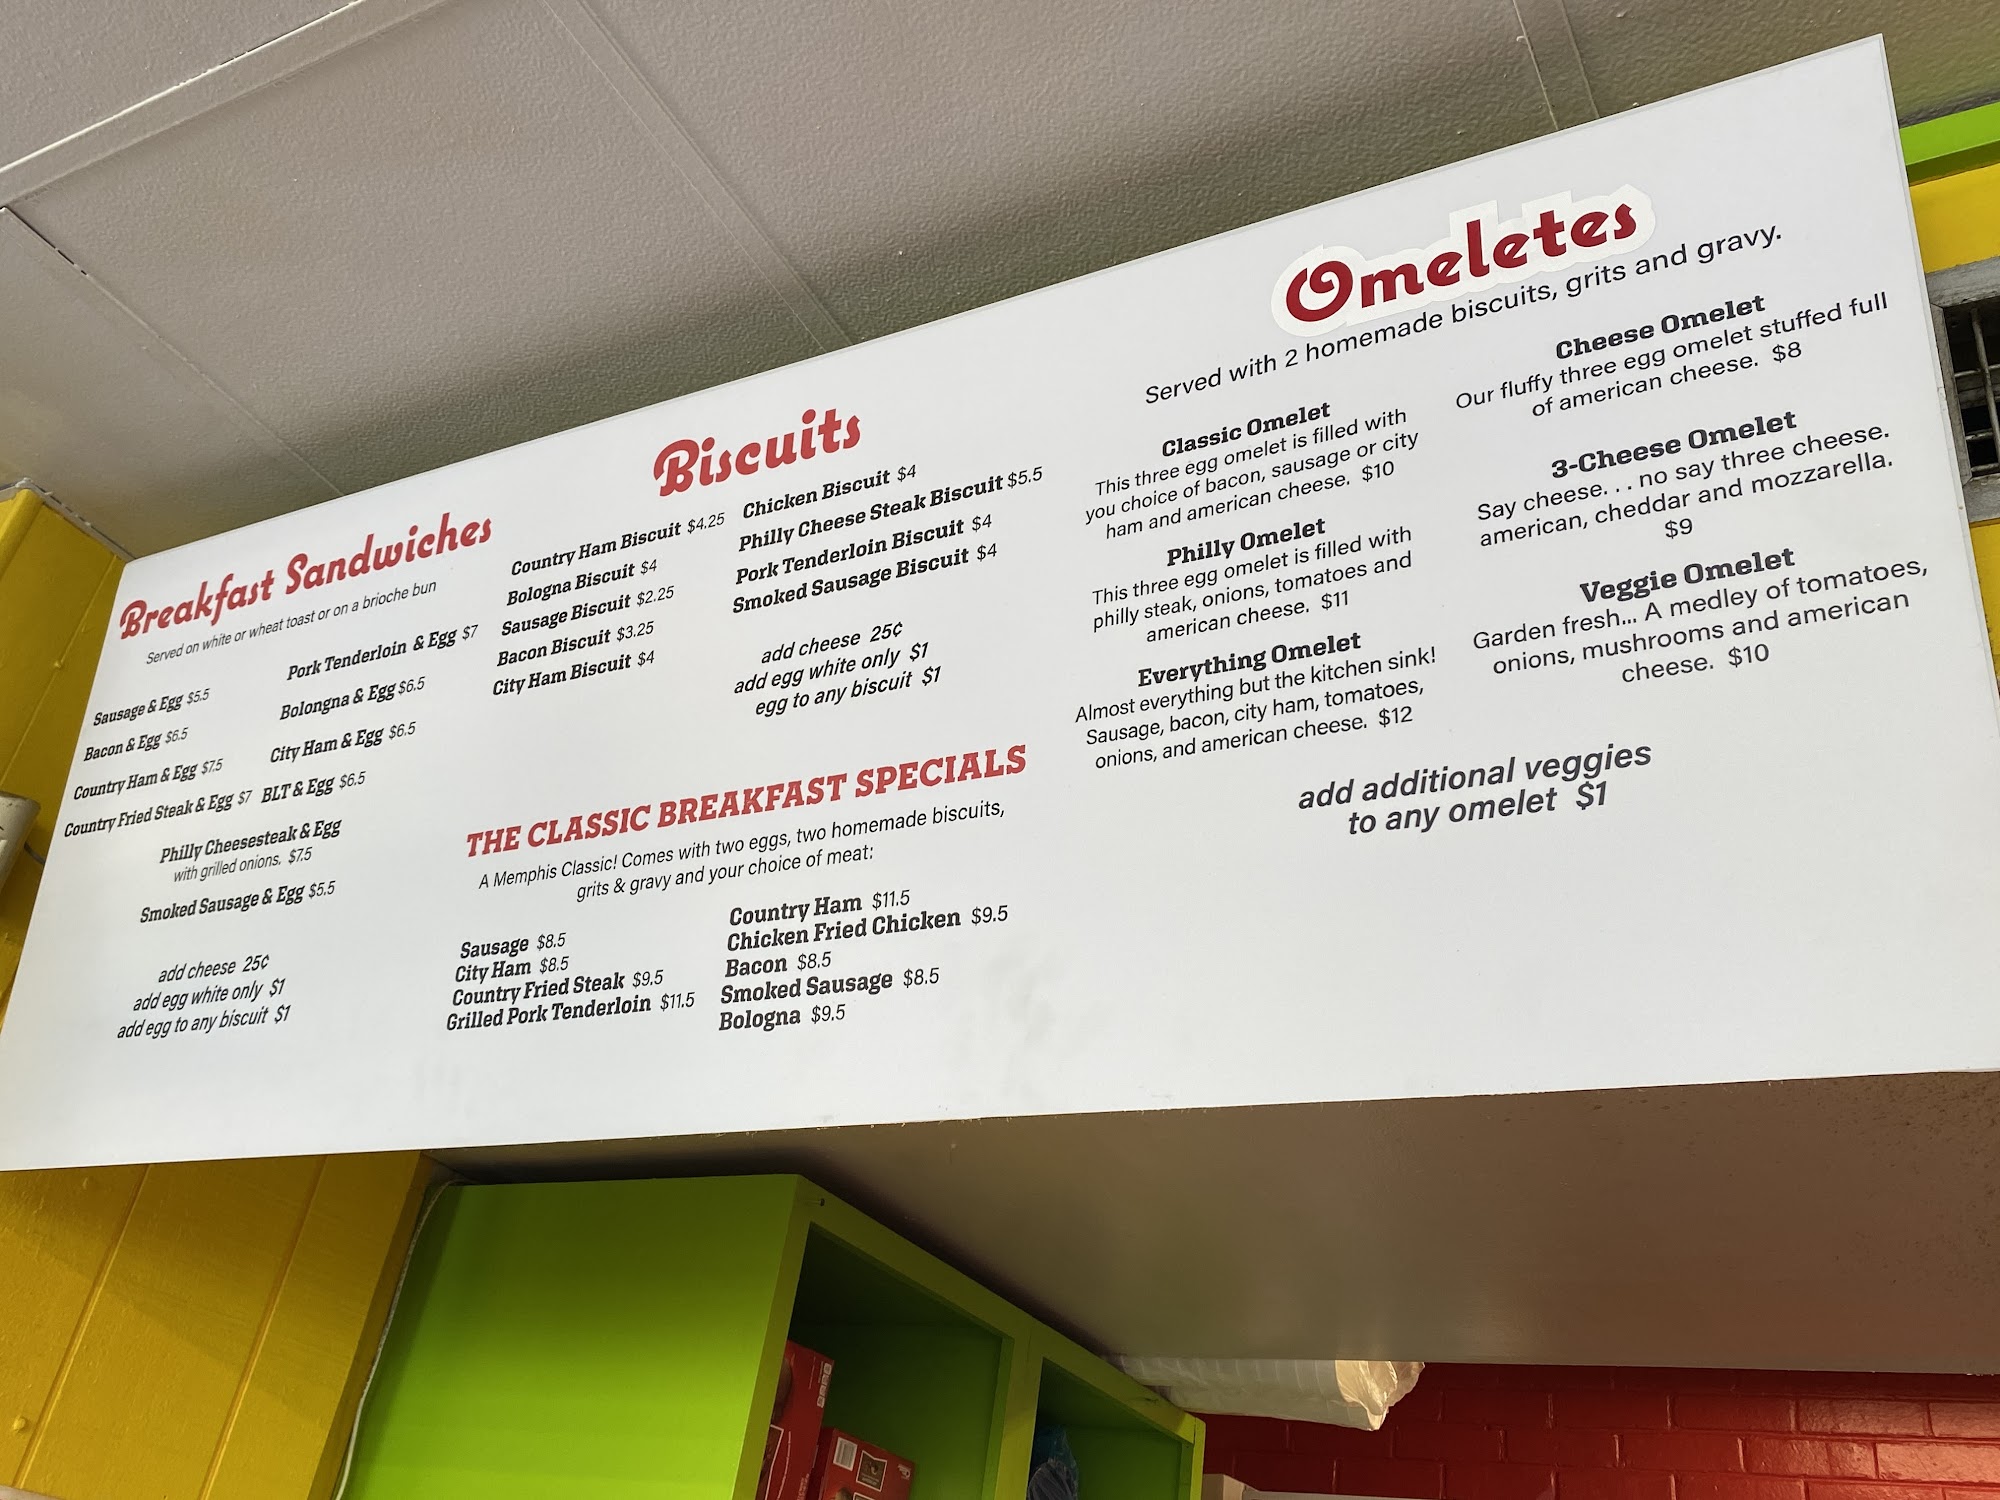 Breakfast Sandwiches
Served on white or wheat toast or on a brioche bun
Sausage & Egg $5.5
Bacon & Egg $6.5
Country Ham & Egg $7.5
Country Fried Steak & Egg $7
Pork Tenderloin & Egg $7
Bolongna & Egg $6.5
City Ham & Egg $6.5
BLT & Egg $6.5
Philly Cheesesteak & Egg
with grilled onions. $7.5
Smoked Sausage & Egg $5.5
add cheese 25¢
add egg white only $1
add egg to any biscuit $1
Biscuits
Country Ham Biscuit $4.25
Bologna Biscuit $4
Sausage Biscuit $2.25
Bacon Biscuit $3.25
City Ham Biscuit $4
Chicken Biscuit $4
Philly Cheese Steak Biscuit $5.5
Pork Tenderloin Biscuit $4
Smoked Sausage Biscuit $4
add cheese 25¢
add egg white only $1
egg to any biscuit $1
THE CLASSIC BREAKFAST SPECIALS
A Memphis Classic! Comes with two eggs, two homemade biscuits,
grits & gravy and your choice of meat:
Sausage $8.5
City Ham $8.5
Country Fried Steak $9.5
Grilled Pork Tenderloin $11.5
Country Ham $11.5
Chicken Fried Chicken $9.5
Bacon $8.5
Smoked Sausage $8.5
Bologna $9.5
Omeletes
Served with 2 homemade biscuits, grits and gravy.
Classic Omelet
This three egg omelet is filled with
you choice of bacon, sausage or city
ham and american cheese. $10
Philly Omelet
This three egg omelet is filled with
philly steak, onions, tomatoes and
american cheese. $11
Everything Omelet
Almost everything but the kitchen sink!
Sausage, bacon, city ham, tomatoes,
onions, and american cheese. $12
Cheese Omelet
Our fluffy three egg omelet stuffed full
of american cheese. $8
3-Cheese Omelet
Say cheese. . . no say three cheese.
american, cheddar and mozzarella.
$9
Veggie Omelet
Garden fresh... A medley of tomatoes,
onions, mushrooms and american
cheese. $10
add additional veggies
to any omelet $1